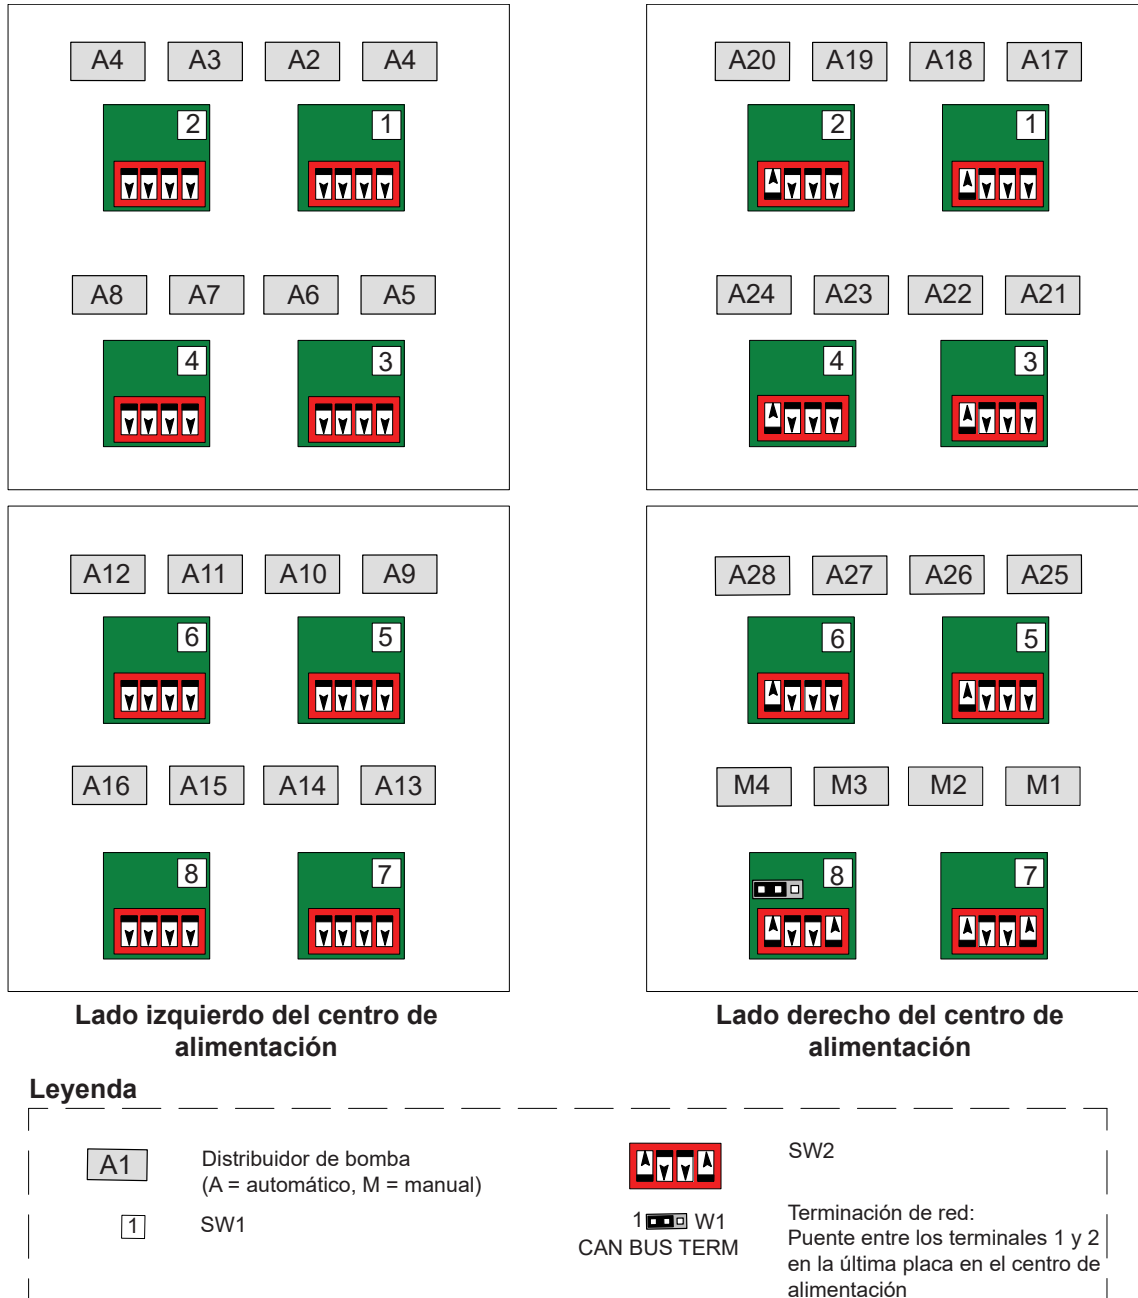 A4 A3 A2 A4
2 1
A8 A7 A6 A5
4 3
A20 A19 A18 A17
2 1
A24 A23 A22 A21
4 3
A12 A11 A10 A9
6 5
A16 A15 A14 A13
8 7
A28 A27 A26 A25
6 5
M4 M3 M2 M1
8 7
Lado izquierdo del centro de
alimentación
Lado derecho del centro de
alimentación
Leyenda
A1
Distribuidor de bomba
(A = automático, M = manual)
1
SW1
SW2
1 W1
CAN BUS TERM
Terminación de red:
Puente entre los terminales 1 y 2
en la última placa en el centro de
alimentación